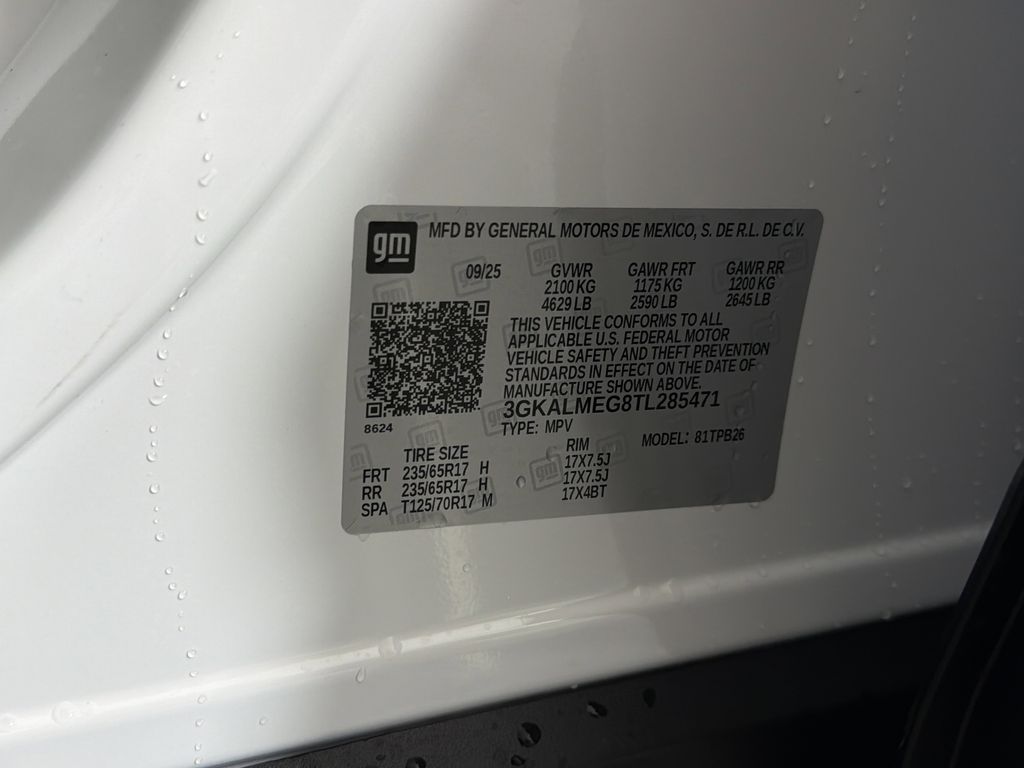 gm MFD BY GENERAL MOTORS DE MEXICO, S. DE R.L. DE C.V.
09/25 GVWR GAWR FRT GAWR RR
2100 KG 1175 KG 1200 KG
4629 LB 2590 LB 2645 LB
THIS VEHICLE CONFORMS TO ALL
APPLICABLE U.S. FEDERAL MOTOR
VEHICLE SAFETY AND THEFT PREVENTION
STANDARDS IN EFFECT ON THE DATE OF
MANUFACTURE SHOWN ABOVE.
3GKALMEG8TL285471
8624 TYPE: MPV MODEL: 81TPB26
TIRE SIZE RIM
FRT 235/65R17 H 17X7.5J
RR 235/65R17 H 17X7.5J
SPA T125/70R17 M 17X4BT